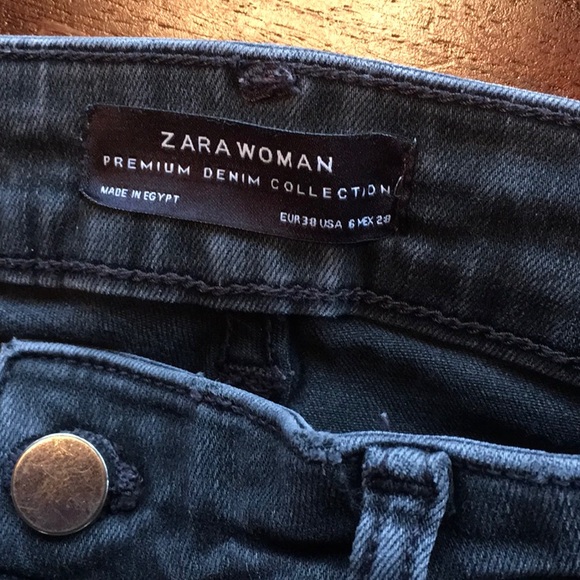 ZARA WOMAN
PREMIUM DENIM COLLECTION
MADE IN EGYPT
EUR 38 USA 6 MEX 28